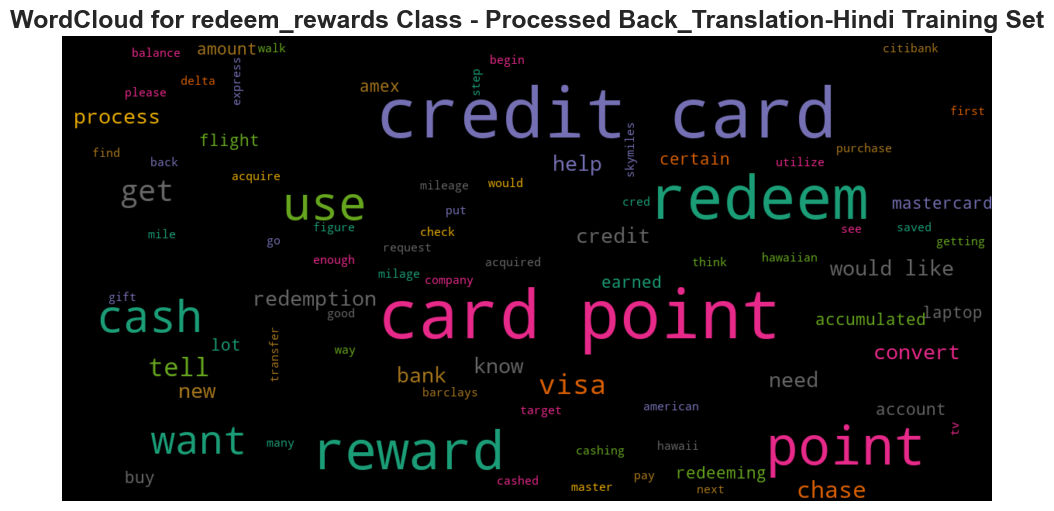 WordCloud for redeem_rewards Class - Processed Back_Translation-Hindi Training Set
balance
amount
walk
express
begin
citibank
delta
please
amex
step
credit card
first
process
flight
find
back
help
skymiles
certain
utilize
purchase
acquire
get
use
mileage
would
cred
redeem
mastercard
put
mile
go
figure
check
credit
see
saved
getting
request
enough
milage
company
acquired
think
hawaiian
would like
gift
cash
redemption
good
card point
earned
accumulated
laptop
lot
transfer
way
tell
new
bank
know
barclays
visa
need
convert
target
american
account
want
many
reward
cashing
hawaii
point
tv
buy
cashed
master
pay
redeeming
next
chase